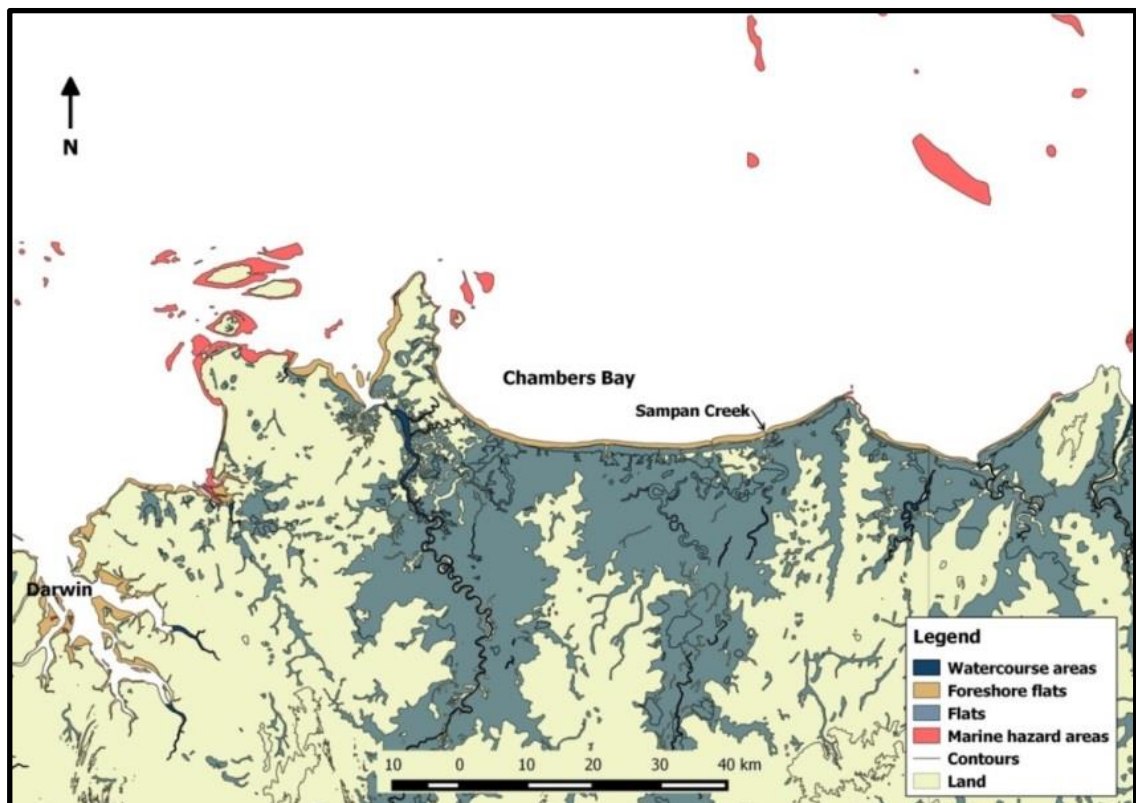 N
Chambers Bay
Sampan Creek
Darwin
Legend
Watercourse areas
Foreshore flats
Flats
Marine hazard areas
Contours
Land
10 0 10 20 30 40 km